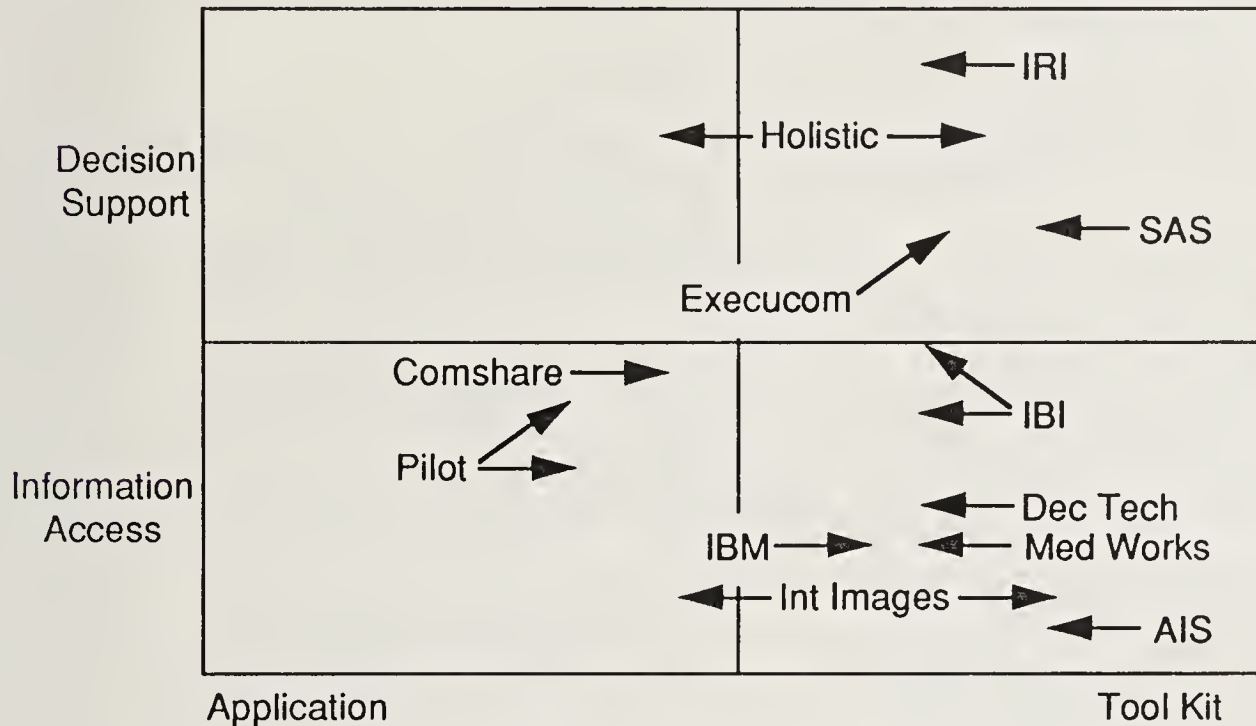 IRI
Holistic
Decision
Support
SAS
Execucom
Comshare
IBI
Pilot
Information
Access
Dec Tech
IBM
Med Works
Int Images
AIS
Application
Tool Kit